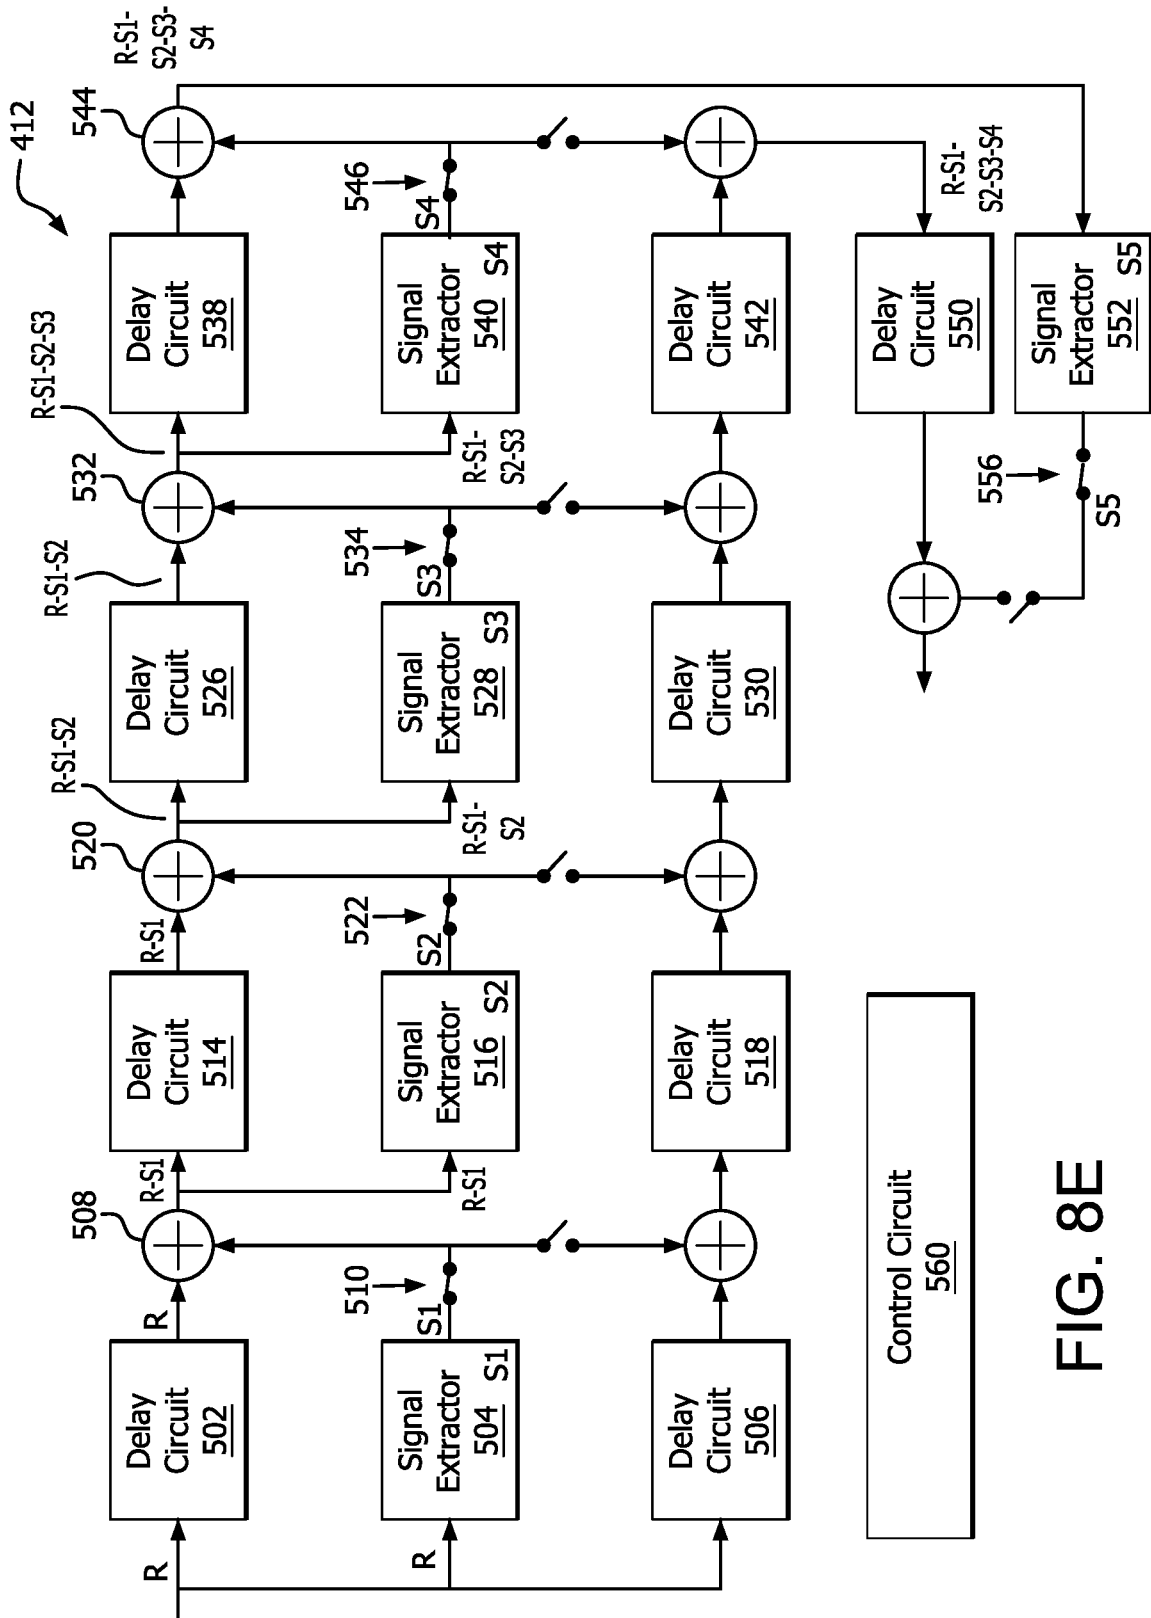 412
R
Delay
Circuit
502
R
508
R-S1
Delay
Circuit
514
R-S1
520
R-S1-S2
Delay
Circuit
526
R-S1-S2
532
R-S1-S2-S3
Delay
Circuit
538
544
R-S1-
S2-S3-
S4
R
Signal
Extractor
504
S1
S1
510
R-S1
Signal
Extractor
516
S2
S2
522
R-S1-
S2
Signal
Extractor
528
S3
S3
534
R-S1-
S2-S3
Signal
Extractor
540
S4
S4
546
Delay
Circuit
506
Delay
Circuit
518
Delay
Circuit
530
Delay
Circuit
542
R-S1-
S2-S3-S4
Delay
Circuit
550
Signal
Extractor
552
S5
556
S5
Control Circuit
560
FIG. 8E